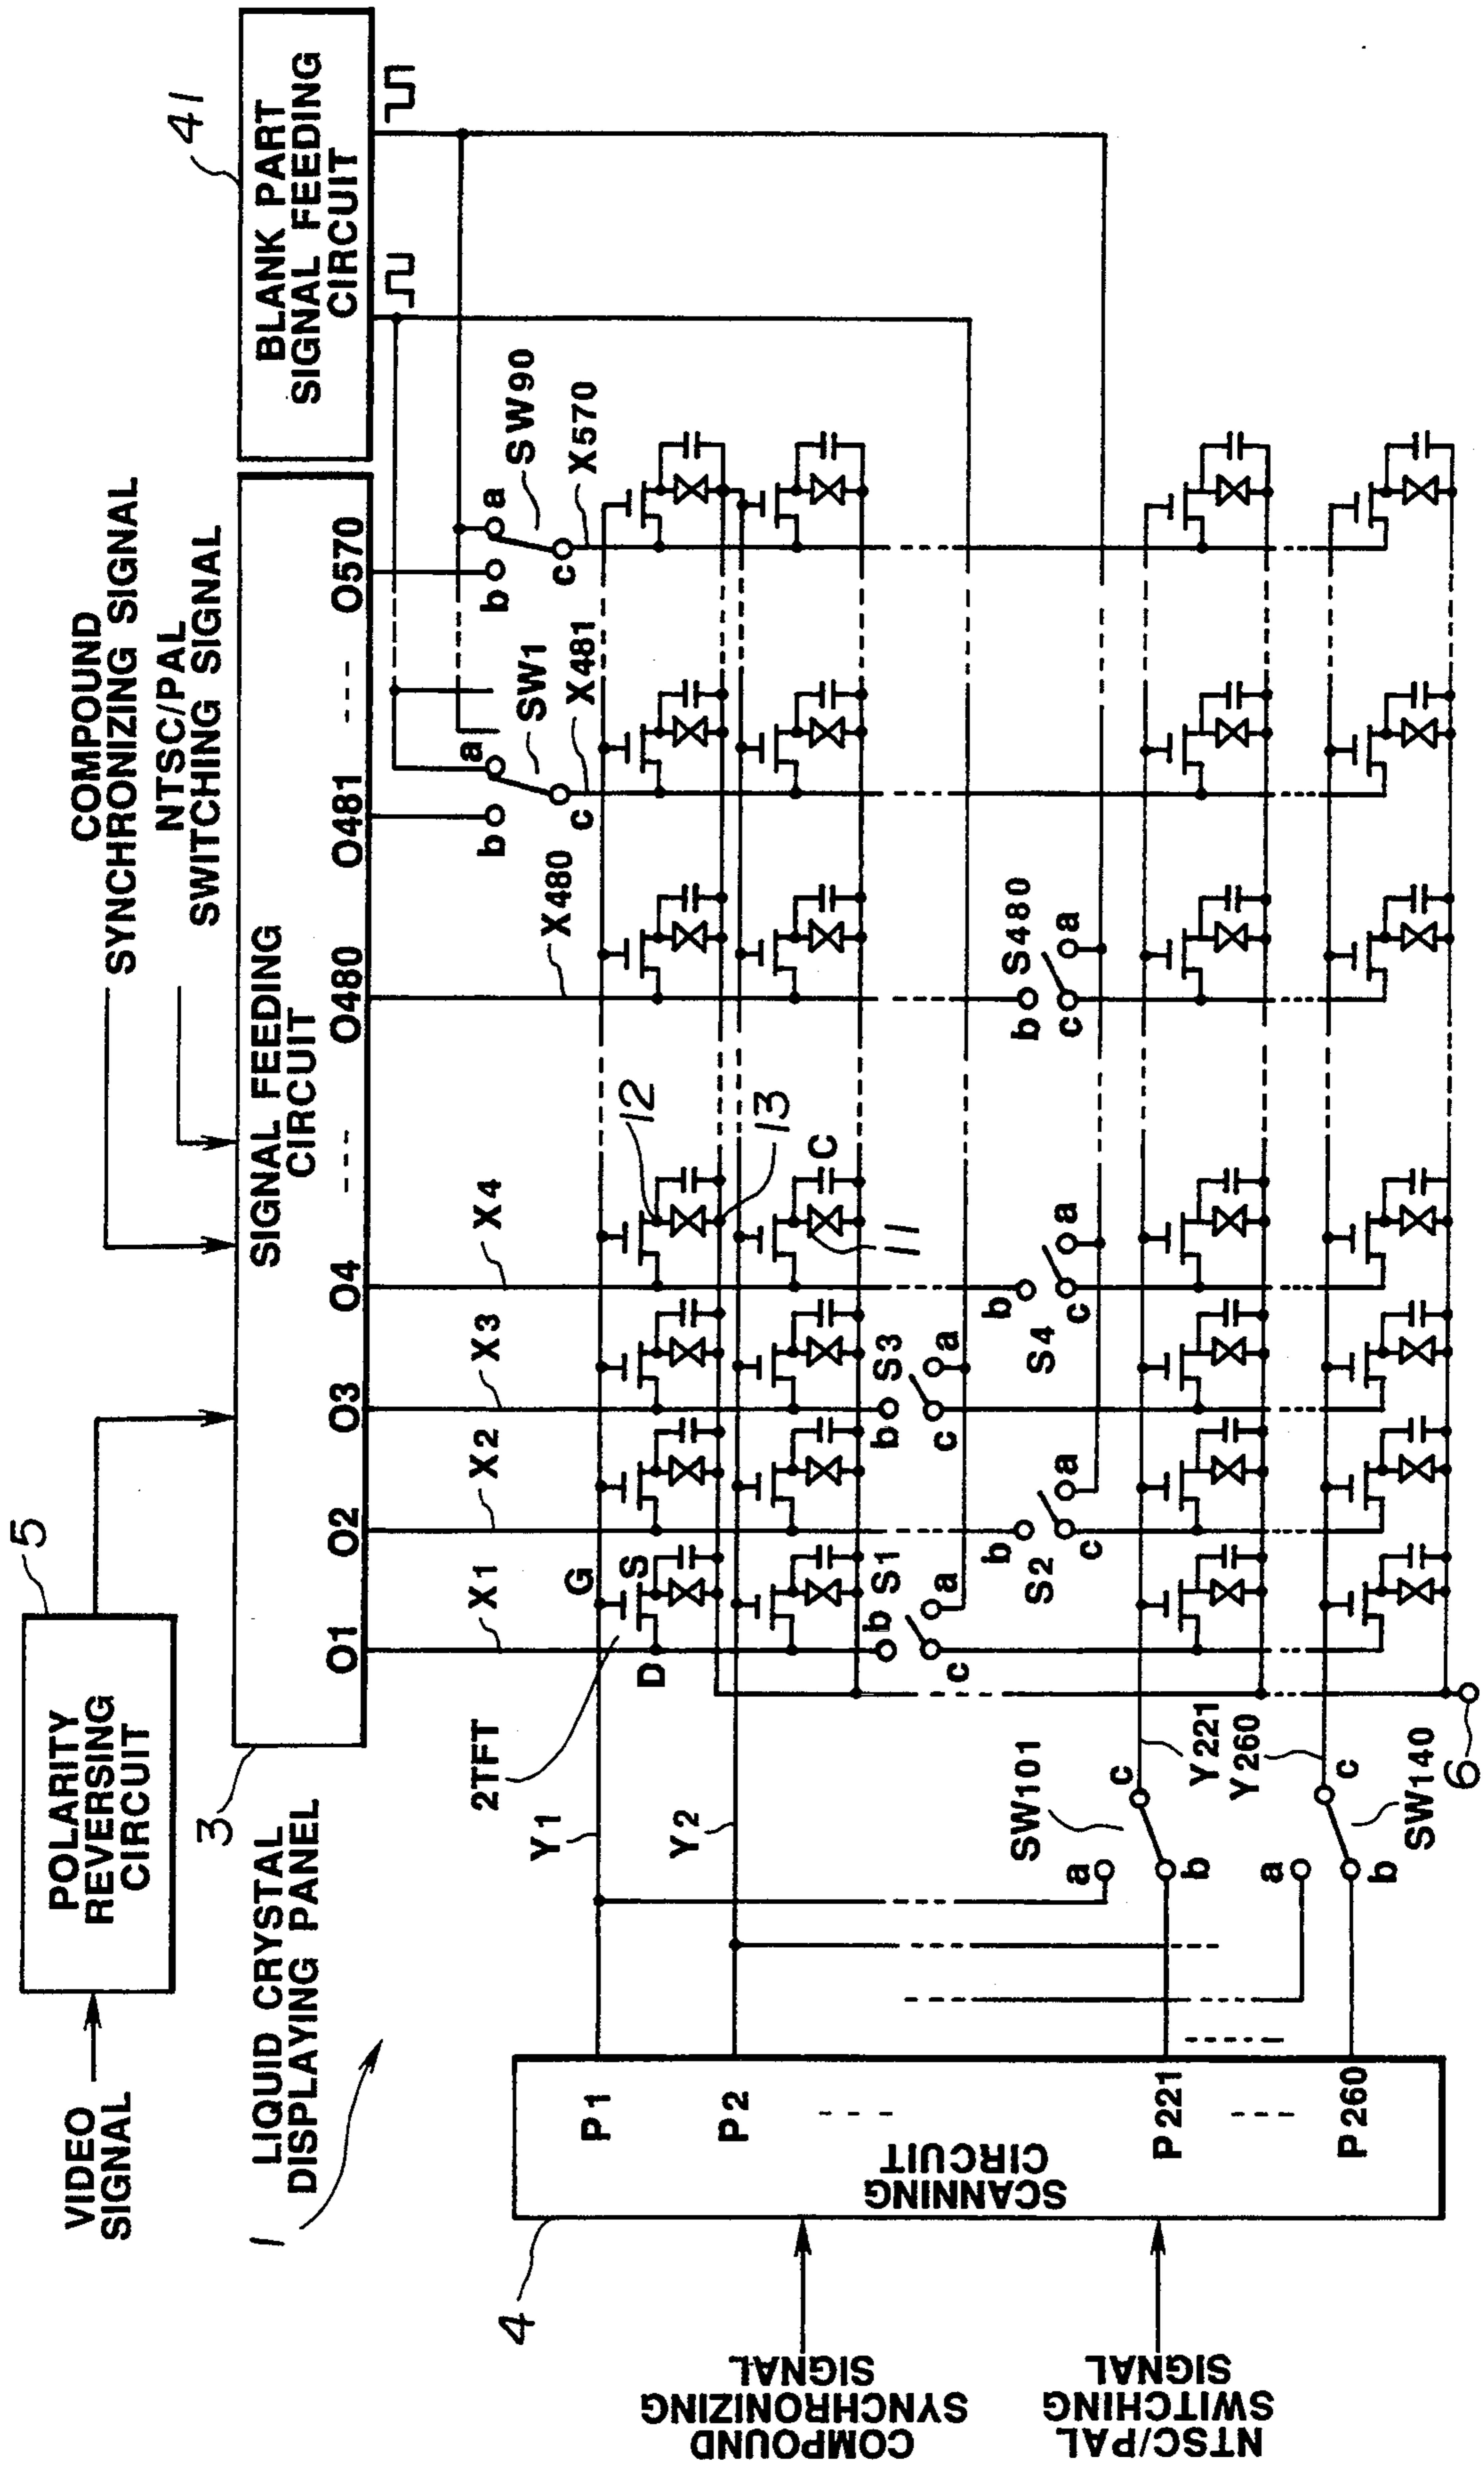 VIDEO
SIGNAL
POLARITY
REVERSING
CIRCUIT
5
COMPOUND
SYNCHRONIZING SIGNAL
NTSC/PAL
SWITCHING SIGNAL
41
1
LIQUID CRYSTAL
DISPLAYING PANEL
3
SIGNAL FEEDING
CIRCUIT
O1 O2 O3 O4 O480 O481 O570
BLANK PART
SIGNAL FEEDING
CIRCUIT
X1 X2 X3 X4 X480
b a b a
SW1 SW90
c X481 c X570
2TFT
Y1
G
D S
12
Y2
13
C
11
b S1 b S3
a a
c c
b b b
S2 S4 S480
a a a
c c c
4
SCANNING
CIRCUIT
P1
P2
P221
P260
COMPOUND
SYNCHRONIZING
SIGNAL
NTSC/PAL
SWITCHING
SIGNAL
SW101
a
c
b
Y221
Y260
a
c
b
SW140
6